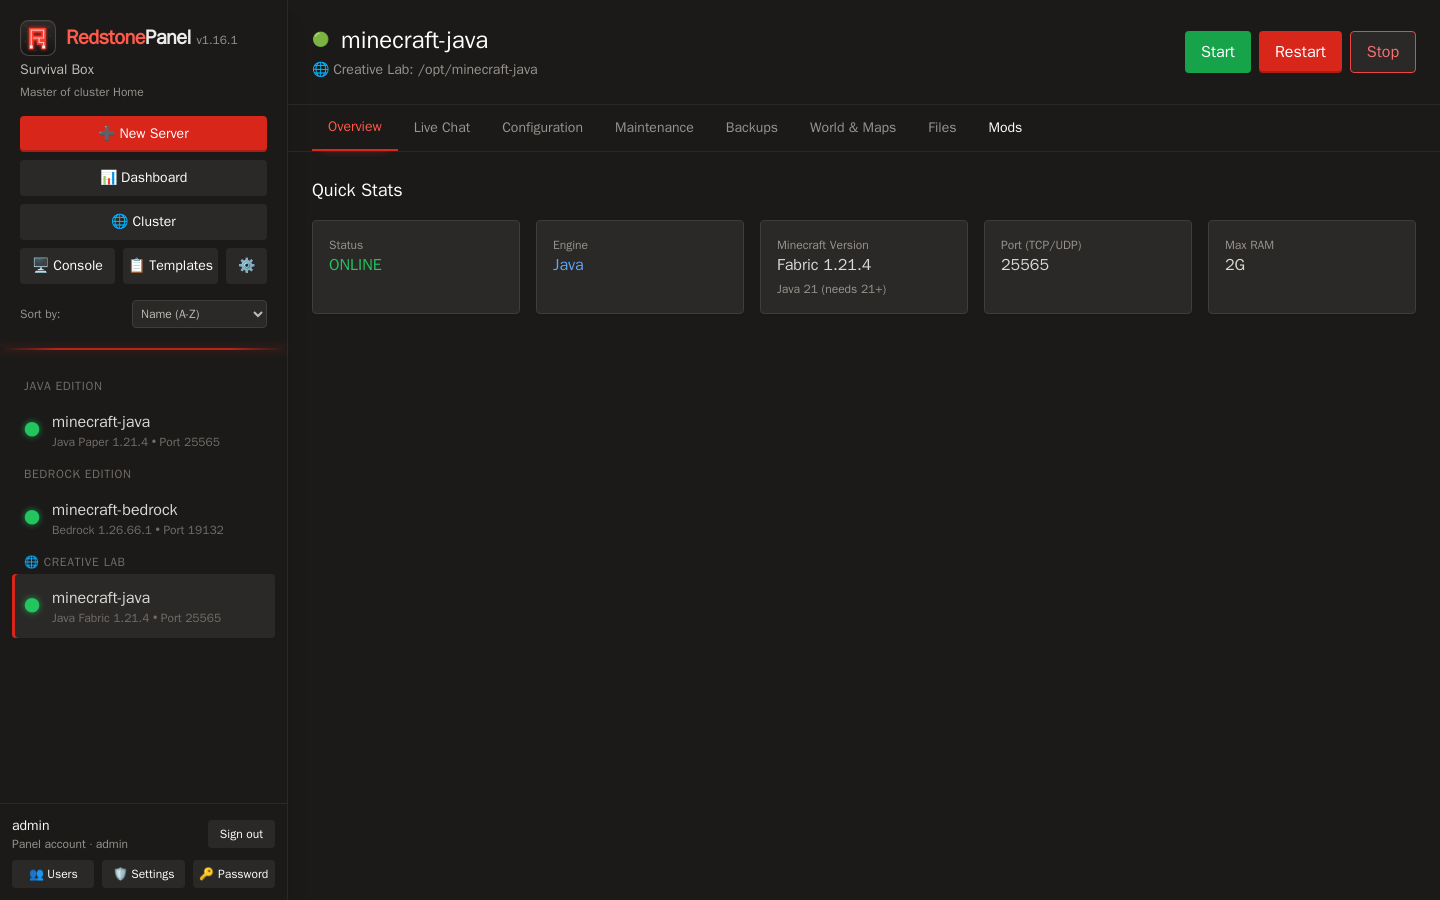 RedstonePanel v1.16.1
Survival Box
Master of cluster Home
➕ New Server
📊 Dashboard
🌐 Cluster
🖥️ Console
📋 Templates
⚙️
Sort by:
Name (A-Z)
JAVA EDITION
minecraft-java
Java Paper 1.21.4 • Port 25565
BEDROCK EDITION
minecraft-bedrock
Bedrock 1.26.66.1 • Port 19132
🌐 CREATIVE LAB
minecraft-java
Java Fabric 1.21.4 • Port 25565
admin
Panel account · admin
Sign out
👥 Users
🛡️ Settings
🔑 Password
minecraft-java
🌐 Creative Lab: /opt/minecraft-java
Start
Restart
Stop
Overview
Live Chat
Configuration
Maintenance
Backups
World & Maps
Files
Mods
Quick Stats
Status
ONLINE
Engine
Java
Minecraft Version
Fabric 1.21.4
Java 21 (needs 21+)
Port (TCP/UDP)
25565
Max RAM
2G